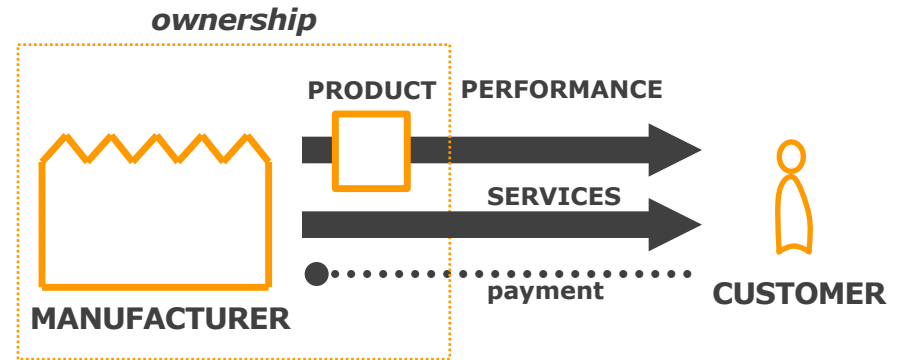 ownership
PRODUCT PERFORMANCE
SERVICES
payment
MANUFACTURER
CUSTOMER